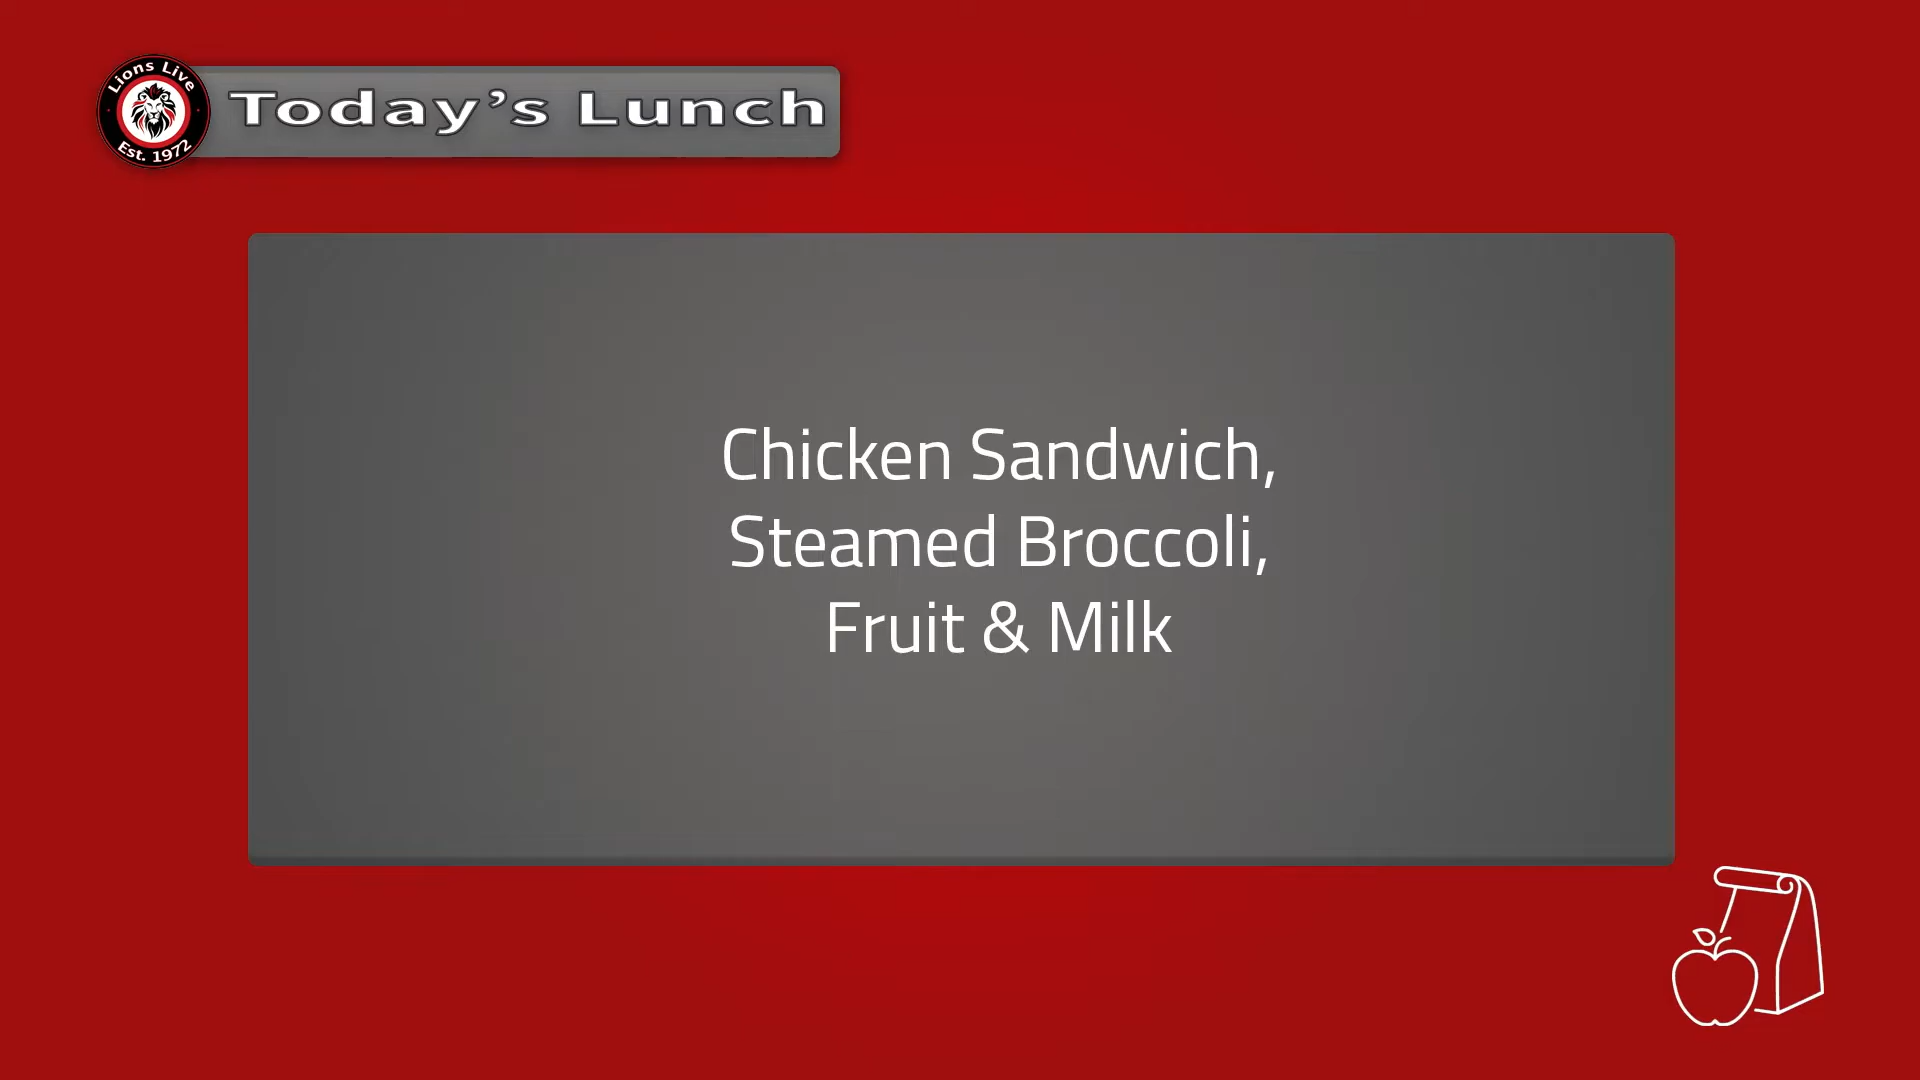 Lions Live
Est. 1972
Today’s Lunch
Chicken Sandwich,
Steamed Broccoli,
Fruit & Milk